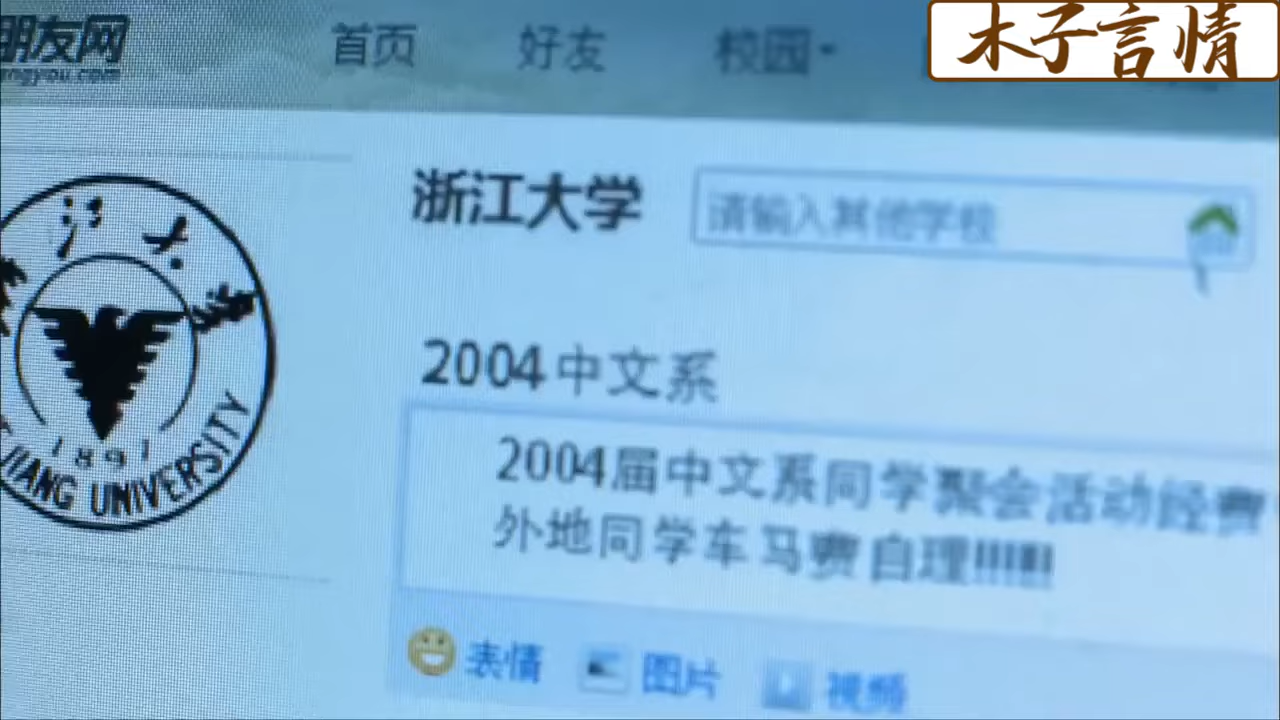 朋友网
木子言情
首页 好友 校园
浙江大学
请输入其他学校
江大
1891
JIANG UNIVERSITY
2004中文系
2004届中文系同学聚会活动经费
外地同学车马费自理!!!!!!
表情 图片 视频